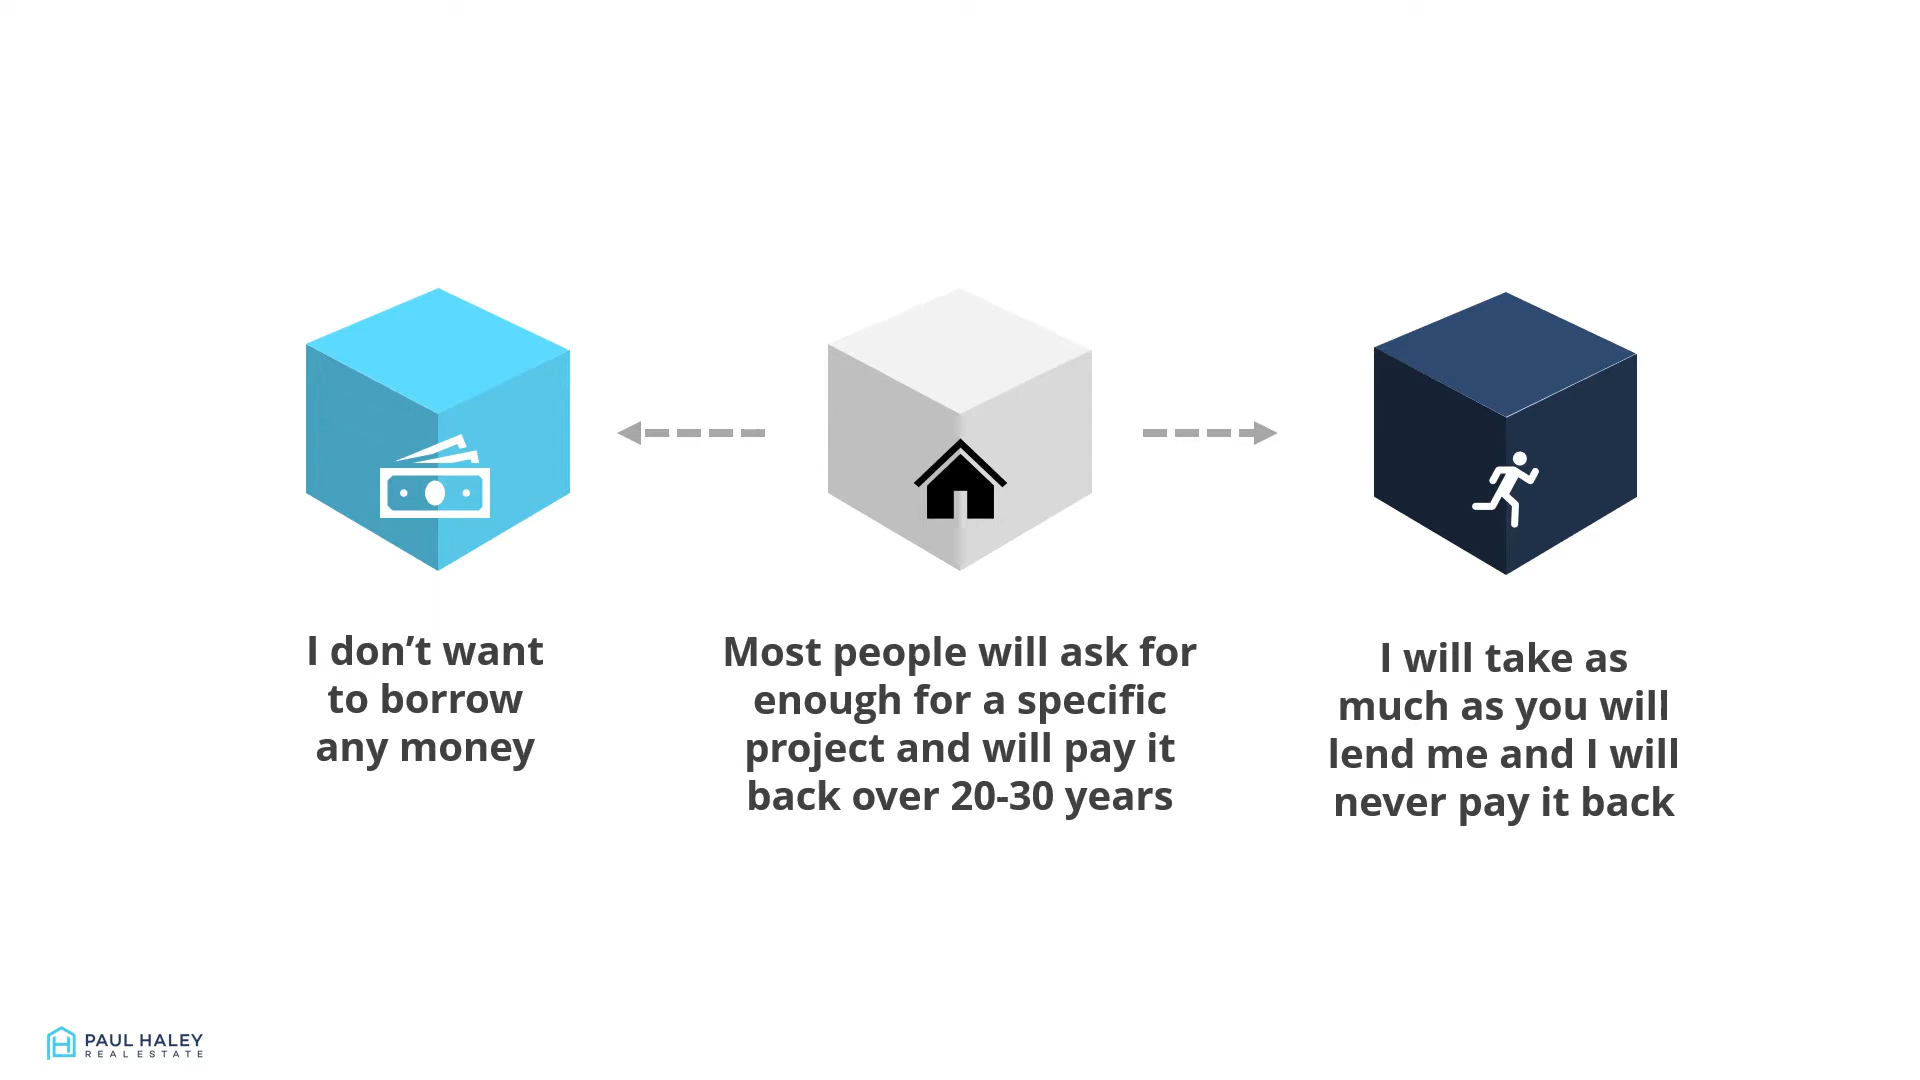 I don’t want
to borrow
any money
Most people will ask for
enough for a specific
project and will pay it
back over 20-30 years
I will take as
much as you will
lend me and I will
never pay it back
PAUL HALEY
REAL ESTATE